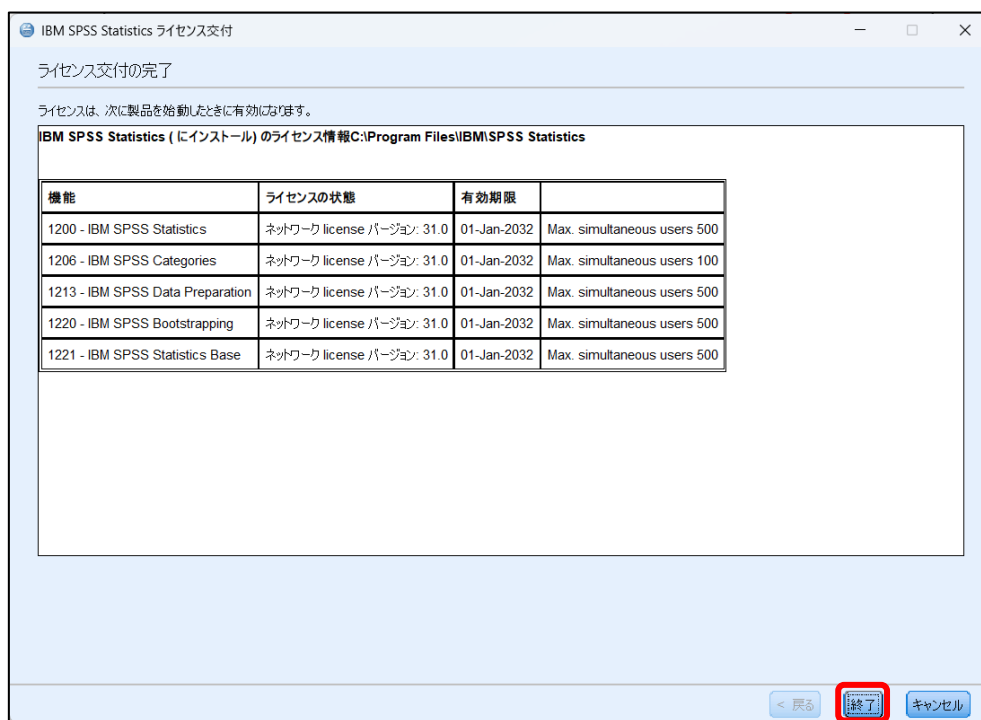 IBM SPSS Statistics ライセンス交付
ライセンス交付の完了
ライセンスは、次に製品を始動したときに有効になります。
IBM SPSS Statistics ( にインストール) のライセンス情報C:\Program Files\IBM\SPSS Statistics
機能 ライセンスの状態 有効期限
1200 - IBM SPSS Statistics ネットワーク license バージョン: 31.0 01-Jan-2032 Max. simultaneous users 500
1206 - IBM SPSS Categories ネットワーク license バージョン: 31.0 01-Jan-2032 Max. simultaneous users 100
1213 - IBM SPSS Data Preparation ネットワーク license バージョン: 31.0 01-Jan-2032 Max. simultaneous users 500
1220 - IBM SPSS Bootstrapping ネットワーク license バージョン: 31.0 01-Jan-2032 Max. simultaneous users 500
1221 - IBM SPSS Statistics Base ネットワーク license バージョン: 31.0 01-Jan-2032 Max. simultaneous users 500
< 戻る 終了 キャンセル